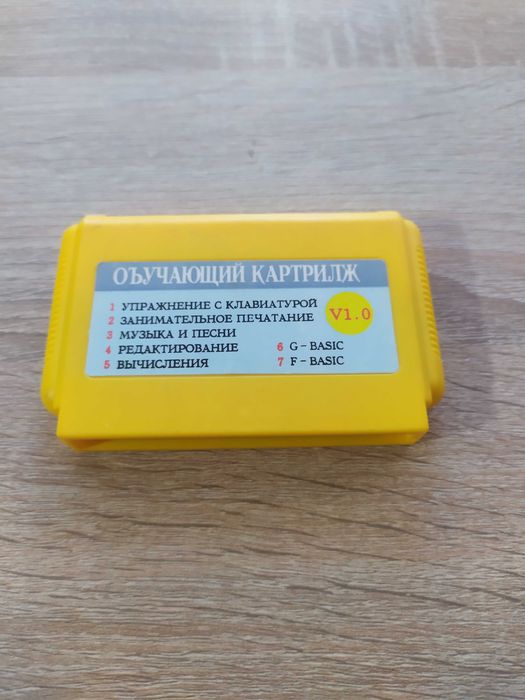 ОЪУЧАЮЩИЙ КАРТРИЛЖ
1 УПРАЖНЕНИЕ С КЛАВИАТУРОЙ
2 ЗАНИМАТЕЛЬНОЕ ПЕЧАТАНИЕ
V1.0
3 МУЗЫКА И ПЕСНИ
4 РЕДАКТИРОВАНИЕ
6 G - BASIC
5 ВЫЧИСЛЕНИЯ
7 F - BASIC